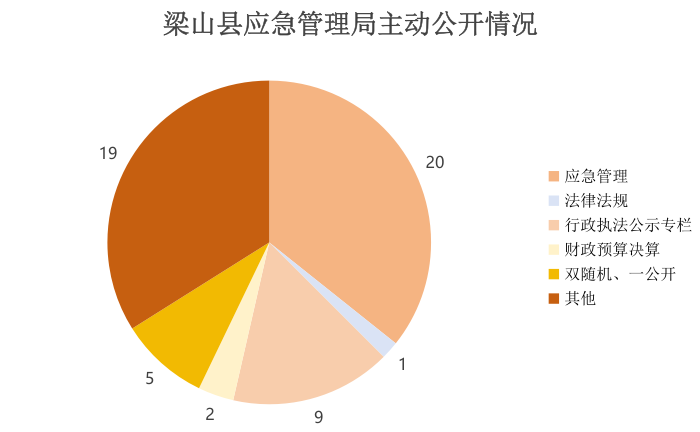 梁山县应急管理局主动公开情况
19
20
应急管理
法律法规
行政执法公示专栏
财政预算决算
双随机、一公开
其他
5
1
2
9